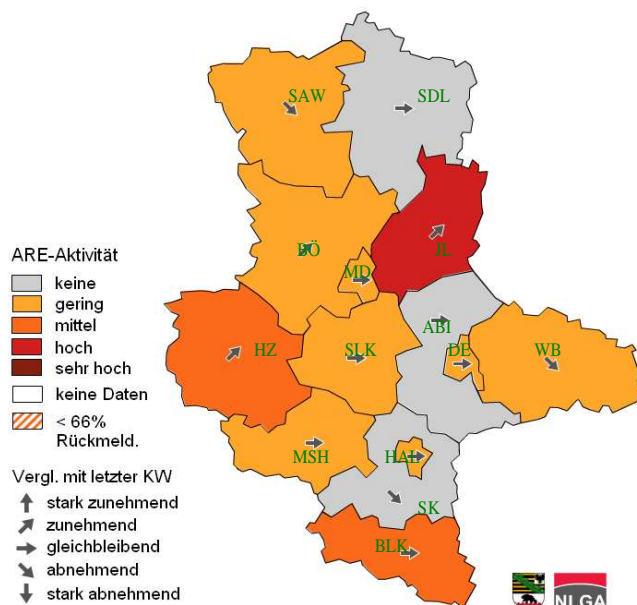 SAW
SDL
BÖ
MD
JL
ARE-Aktivität
keine
gering
mittel
hoch
sehr hoch
keine Daten
< 66%
Rückmeld.
HZ
SLK
ABI
DE
WB
MSH
HAL
SK
BLK
Vergl. mit letzter KW
stark zunehmend
zunehmend
gleichbleibend
abnehmend
stark abnehmend
NLGA